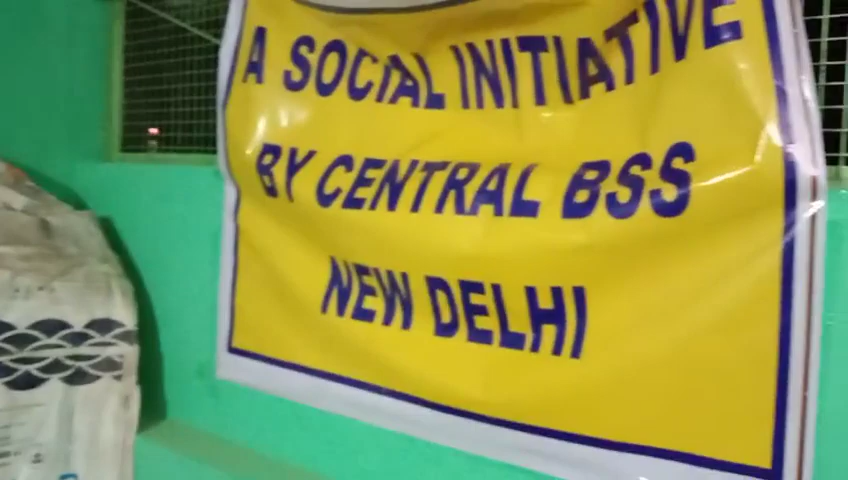 A SOCIAL INITIATIVE
BY CENTRAL BSS
NEW DELHI